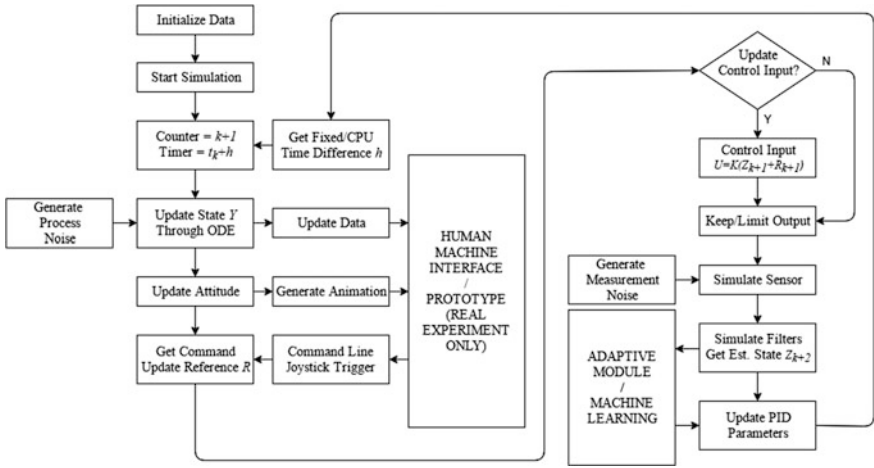 Initialize Data
Start Simulation
Counter = k+1
Timer = t_k+h
Get Fixed/CPU
Time Difference h
Generate
Process
Noise
Update State Y
Through ODE
Update Data
Update Attitude
Generate Animation
Get Command
Update Reference R
Command Line
Joystick Trigger
HUMAN
MACHINE
INTERFACE
/
PROTOTYPE
(REAL
EXPERIMENT
ONLY)
Update
Control Input?
N
Y
Control Input
U=K(Z_{k+1}+R_{k+1})
Keep/Limit Output
Generate
Measurement
Noise
Simulate Sensor
Simulate Filters
Get Est. State Z_{k+2}
ADAPTIVE
MODULE
/
MACHINE
LEARNING
Update PID
Parameters